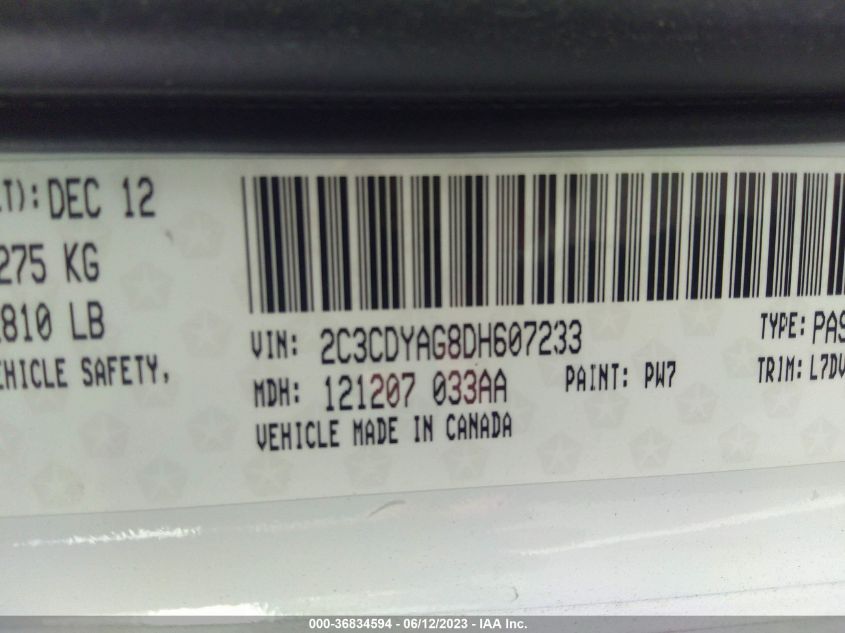 LT): DEC 12
275 KG
810 LB
EHICLE SAFETY,
VIN: 2C3CDYAG8DH607233
TYPE: PAS
MDH: 121207 033AA
PAINT: PW7
TRIM: L7DV
VEHICLE MADE IN CANADA
000-36834594 - 06/12/2023 - IAA Inc.